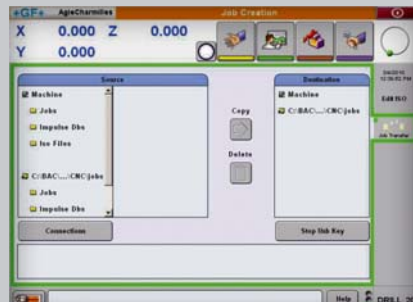 +GF+ AgieCharmilles Job Creation
X 0.000 Z 0.000
Y 0.000
Source
Machine
Jobs
Impulse Dbs
Iso Files
C:\BAC\...\CNC\jobs
Jobs
Impulse Dbs
Connections
Copy
Delete
Destination
Machine
C:\BAC\...\CNC\jobs
Stop Usb Key
Edit ISO
Job Transfer
Help
DRILL 20